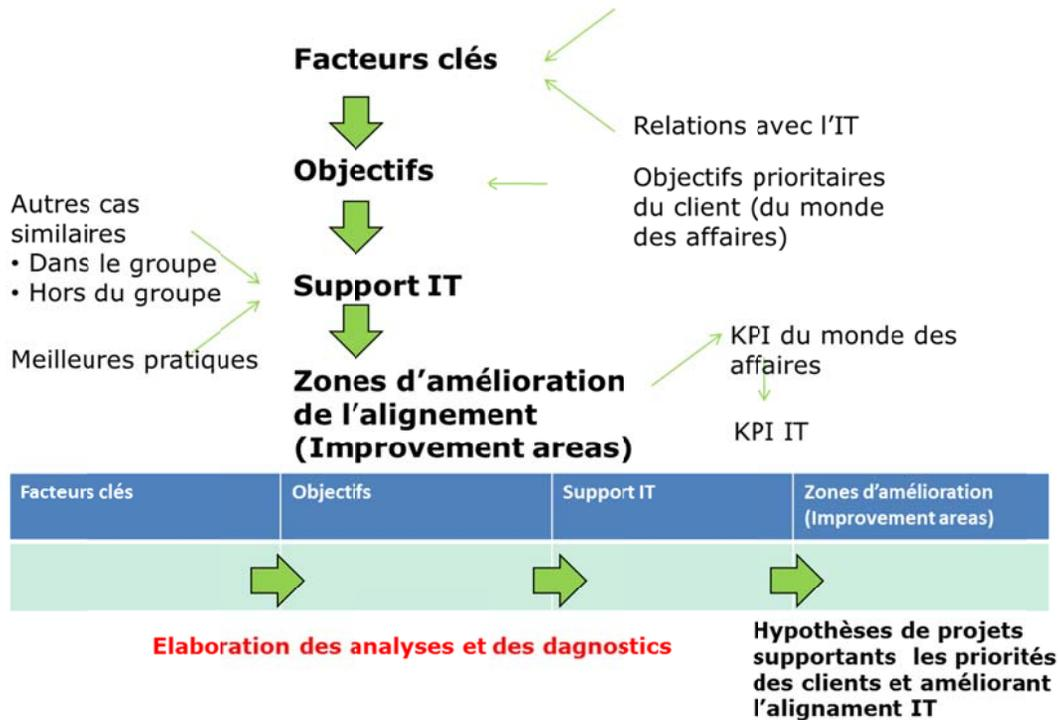 Facteurs clés
Relations avec l'IT
Objectifs
Objectifs prioritaires
du client (du monde
des affaires)
Autres cas
similaires
• Dans le groupe
• Hors du groupe
Support IT
Meilleures pratiques
KPI du monde des
affaires
Zones d'amélioration
de l'alignement
(Improvement areas)
KPI IT
Facteurs clés
Objectifs
Support IT
Zones d'amélioration
(Improvement areas)
Elaboration des analyses et des dagnostics
Hypothèses de projets
supportants les priorités
des clients et améliorant
l'alignament IT